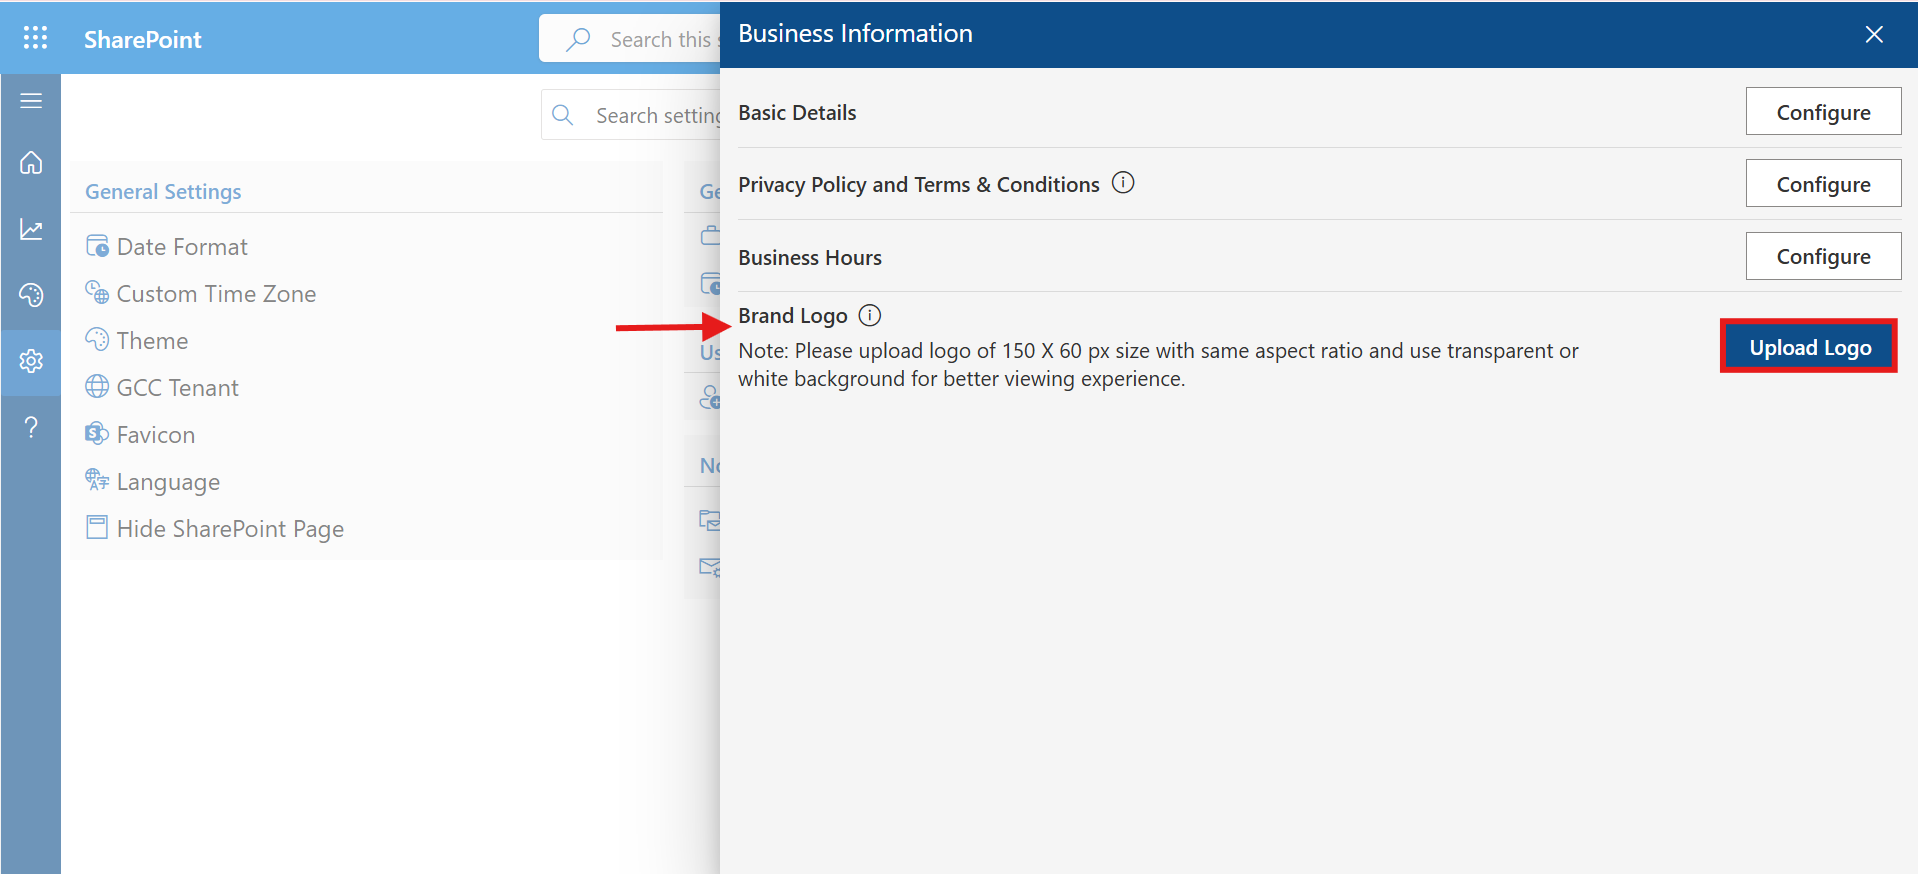 SharePoint
Search this
Business Information
Search setting
Basic Details
Configure
General Settings
Ge
Privacy Policy and Terms & Conditions
Configure
Date Format
Custom Time Zone
Business Hours
Configure
Theme
Us
Brand Logo
Note: Please upload logo of 150 X 60 px size with same aspect ratio and use transparent or
white background for better viewing experience.
Upload Logo
GCC Tenant
Favicon
Language
No
Hide SharePoint Page